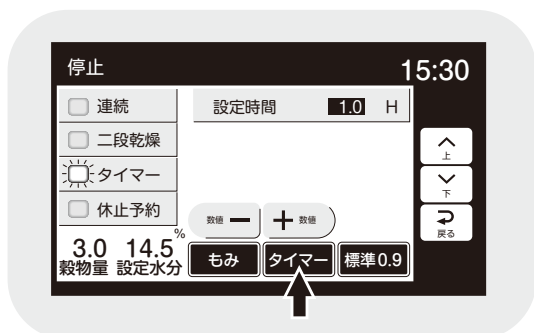 停止 15:30
連続
設定時間 1.0 H
二段乾燥
タイマー
休止予約
上
下
戻る
数値 − + 数値
3.0 14.5%
穀物量 設定水分
もみ タイマー 標準0.9